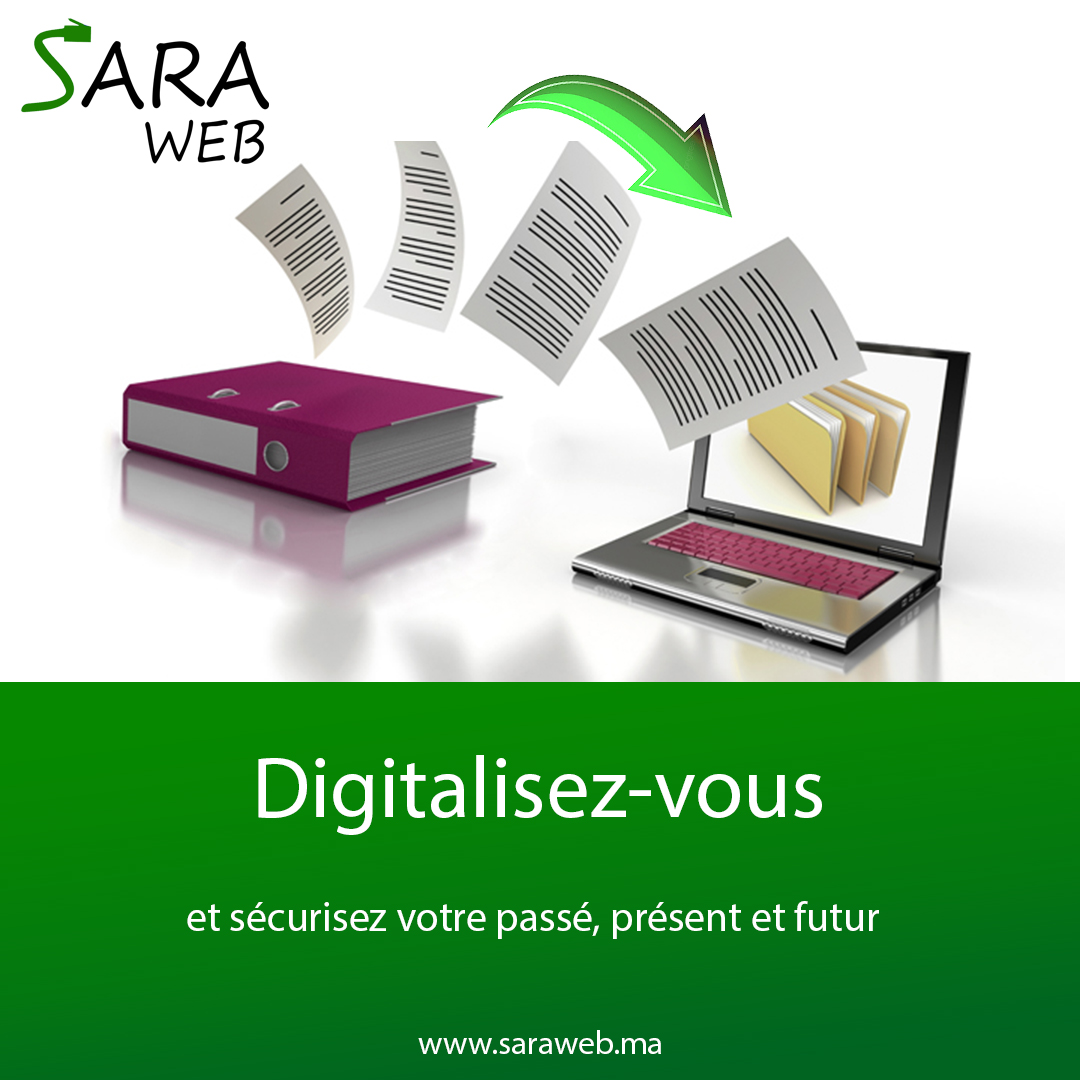 SARA
WEB
Digitalisez-vous
et sécurisez votre passé, présent et futur
www.saraweb.ma